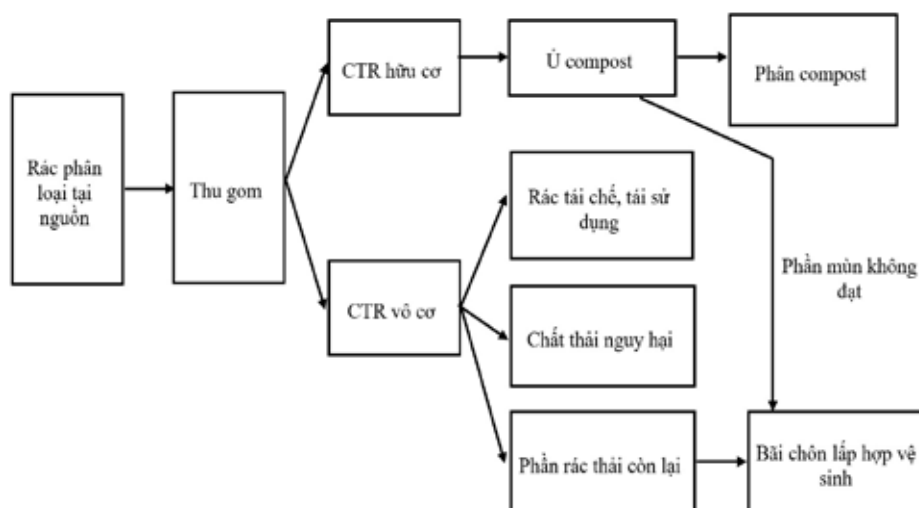 Rác phân
loại tại
nguồn
Thu gom
CTR hữu cơ
Ủ compost
Phân compost
CTR vô cơ
Rác tái chế, tái sử
dụng
Chất thải nguy hại
Phần rác thải còn lại
Phần mùn không
đạt
Bãi chôn lấp hợp vệ
sinh